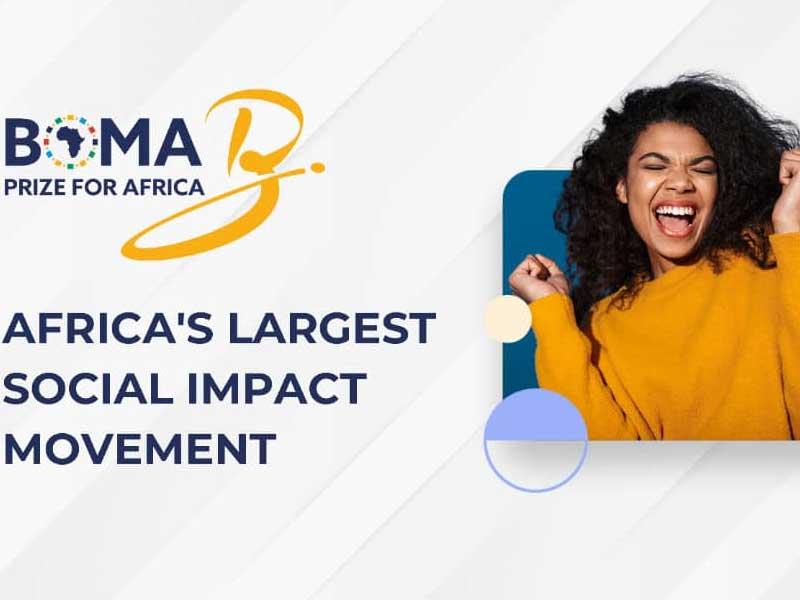 BOMA
PRIZE FOR AFRICA
AFRICA'S LARGEST
SOCIAL IMPACT
MOVEMENT